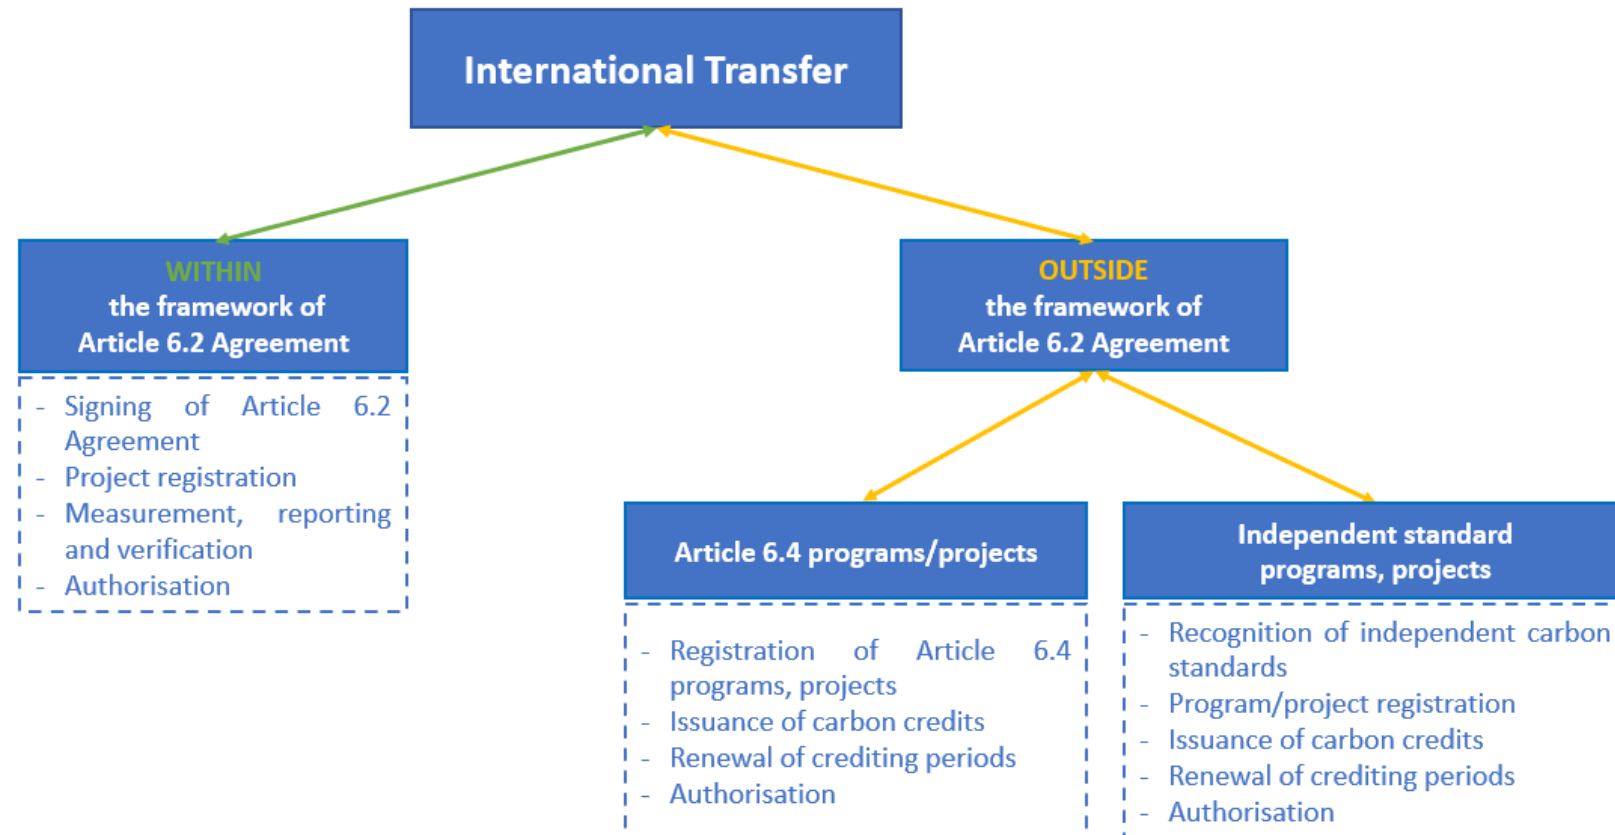 International Transfer
WITHIN
the framework of
Article 6.2 Agreement
- Signing of Article 6.2
Agreement
- Project registration
- Measurement, reporting
and verification
- Authorisation
OUTSIDE
the framework of
Article 6.2 Agreement
Article 6.4 programs/projects
- Registration of Article 6.4
programs, projects
- Issuance of carbon credits
- Renewal of crediting periods
- Authorisation
Independent standard
programs, projects
- Recognition of independent carbon
standards
- Program/project registration
- Issuance of carbon credits
- Renewal of crediting periods
- Authorisation